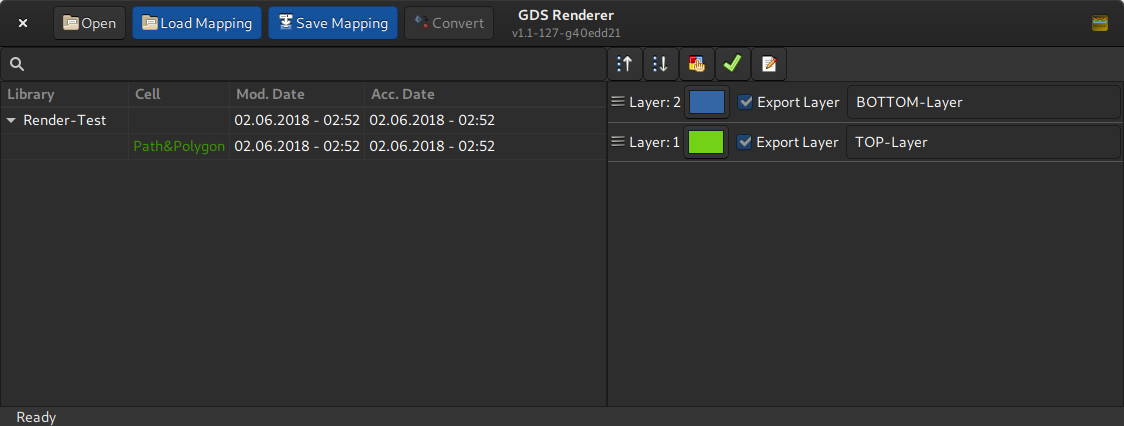 Open Load Mapping Save Mapping Convert GDS Renderer
v1.1-127-g40edd21
Library Cell Mod. Date Acc. Date
Render-Test 02.06.2018 - 02:52 02.06.2018 - 02:52
Path&Polygon 02.06.2018 - 02:52 02.06.2018 - 02:52
Layer: 2 Export Layer BOTTOM-Layer
Layer: 1 Export Layer TOP-Layer
Ready